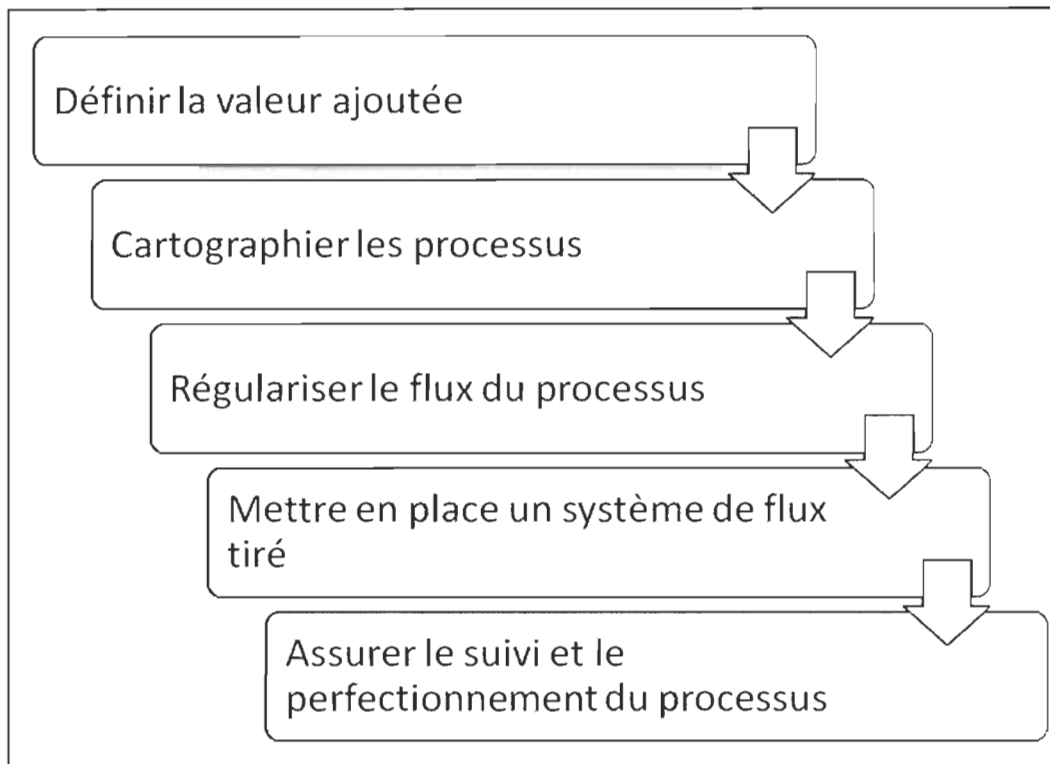 Définir la valeur ajoutée
Cartographier les processus
Régulariser le flux du processus
Mettre en place un système de flux
tiré
Assurer le suivi et le
perfectionnement du processus